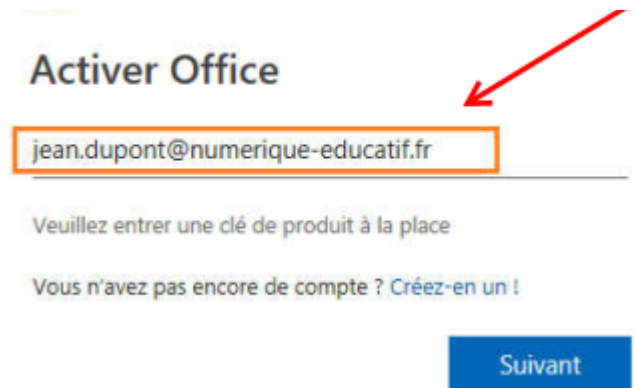 Activer Office
jean.dupont@numerique-educatif.fr
Veuillez entrer une clé de produit à la place
Vous n'avez pas encore de compte ? Créez-en un !
Suivant